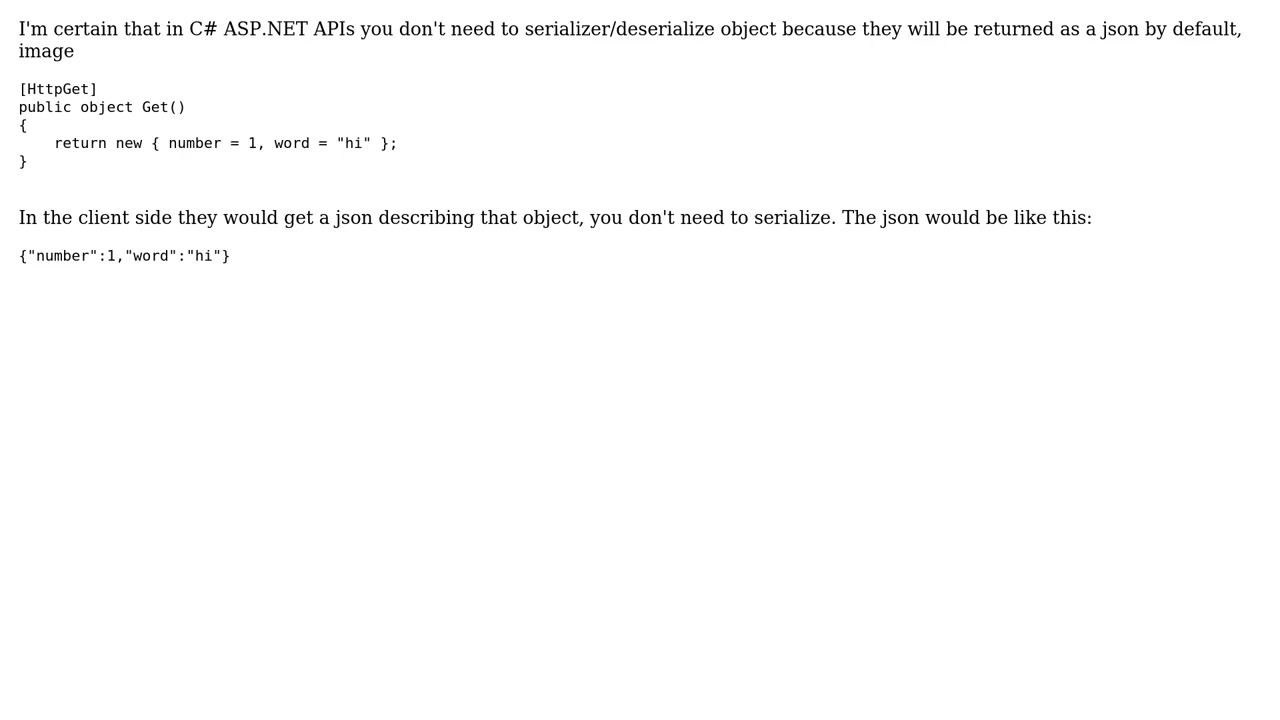 I'm certain that in C# ASP.NET APIs you don't need to serializer/deserialize object because they will be returned as a json by default,
image
[HttpGet]
public object Get()
{
    return new { number = 1, word = "hi" };
}
In the client side they would get a json describing that object, you don't need to serialize. The json would be like this:
{"number":1,"word":"hi"}